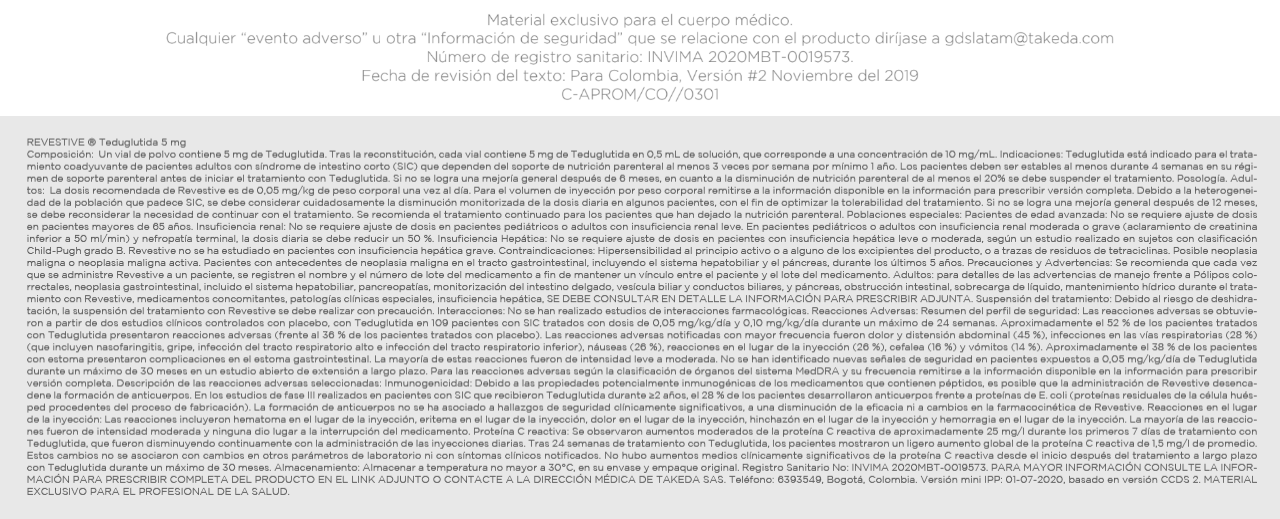 Material exclusivo para el cuerpo médico.
Cualquier “evento adverso” u otra “Información de seguridad” que se relacione con el producto diríjase a gdslatam@takeda.com
Número de registro sanitario: INVIMA 2020MBT-0019573.
Fecha de revisión del texto: Para Colombia, Versión #2 Noviembre del 2019
C-APROM/CO//0301
REVESTIVE ® Teduglutida 5 mg
Composición: Un vial de polvo contiene 5 mg de Teduglutida. Tras la reconstitución, cada vial contiene 5 mg de Teduglutida en 0,5 mL de solución, que corresponde a una concentración de 10 mg/mL. Indicaciones: Teduglutida está indicado para el trata-
miento coadyuvante de pacientes adultos con síndrome de intestino corto (SIC) que dependen del soporte de nutrición parenteral al menos 3 veces por semana por mínimo 1 año. Los pacientes deben ser estables al menos durante 4 semanas en su régi-
men de soporte parenteral antes de iniciar el tratamiento con Teduglutida. Si no se logra una mejoría general después de 6 meses, en cuanto a la disminución de nutrición parenteral de al menos el 20% se debe suspender el tratamiento. Posología. Adul-
tos: La dosis recomendada de Revestive es de 0,05 mg/kg de peso corporal una vez al día. Para el volumen de inyección por peso corporal remitirse a la información disponible en la información para prescribir versión completa. Debido a la heterogenei-
dad de la población que padece SIC, se debe considerar cuidadosamente la disminución monitorizada de la dosis diaria en algunos pacientes, con el fin de optimizar la tolerabilidad del tratamiento. Si no se logra una mejoría general después de 12 meses,
se debe reconsiderar la necesidad de continuar con el tratamiento. Se recomienda el tratamiento continuado para los pacientes que han dejado la nutrición parenteral. Poblaciones especiales: Pacientes de edad avanzada: No se requiere ajuste de dosis
en pacientes mayores de 65 años. Insuficiencia renal: No se requiere ajuste de dosis en pacientes pediátricos o adultos con insuficiencia renal leve. En pacientes pediátricos o adultos con insuficiencia renal moderada o grave (aclaramiento de creatinina
inferior a 50 ml/min) y nefropatía terminal, la dosis diaria se debe reducir un 50 %. Insuficiencia Hepática: No se requiere ajuste de dosis en pacientes con insuficiencia hepática leve o moderada, según un estudio realizado en sujetos con clasificación
Child-Pugh grado B. Revestive no se ha estudiado en pacientes con insuficiencia hepática grave. Contraindicaciones: Hipersensibilidad al principio activo o a alguno de los excipientes del producto, o a trazas de residuos de tetraciclinas. Posible neoplasia
maligna o neoplasia maligna activa. Pacientes con antecedentes de neoplasia maligna en el tracto gastrointestinal, incluyendo el sistema hepatobiliar y el páncreas, durante los últimos 5 años. Precauciones y Advertencias: Se recomienda que cada vez
que se administre Revestive a un paciente, se registren el nombre y el número de lote del medicamento a fin de mantener un vínculo entre el paciente y el lote del medicamento. Adultos: para detalles de las advertencias de manejo frente a Pólipos colo-
rrectales, neoplasia gastrointestinal, incluido el sistema hepatobiliar, pancreopatías, monitorización del intestino delgado, vesícula biliar y conductos biliares, y páncreas, obstrucción intestinal, sobrecarga de líquido, mantenimiento hídrico durante el trata-
miento con Revestive, medicamentos concomitantes, patologías clínicas especiales, insuficiencia hepática, SE DEBE CONSULTAR EN DETALLE LA INFORMACIÓN PARA PRESCRIBIR ADJUNTA. Suspensión del tratamiento: Debido al riesgo de deshidra-
tación, la suspensión del tratamiento con Revestive se debe realizar con precaución. Interacciones: No se han realizado estudios de interacciones farmacológicas. Reacciones Adversas: Resumen del perfil de seguridad: Las reacciones adversas se obtuvie-
ron a partir de dos estudios clínicos controlados con placebo, con Teduglutida en 109 pacientes con SIC tratados con dosis de 0,05 mg/kg/día y 0,10 mg/kg/día durante un máximo de 24 semanas. Aproximadamente el 52 % de los pacientes tratados
con Teduglutida presentaron reacciones adversas (frente al 36 % de los pacientes tratados con placebo). Las reacciones adversas notificadas con mayor frecuencia fueron dolor y distensión abdominal (45 %), infecciones en las vías respiratorias (28 %)
(que incluyen nasofaringitis, gripe, infección del tracto respiratorio alto e infección del tracto respiratorio inferior), náuseas (26 %), reacciones en el lugar de la inyección (26 %), cefalea (16 %) y vómitos (14 %). Aproximadamente el 38 % de los pacientes
con estoma presentaron complicaciones en el estoma gastrointestinal. La mayoría de estas reacciones fueron de intensidad leve a moderada. No se han identificado nuevas señales de seguridad en pacientes expuestos a 0,05 mg/kg/día de Teduglutida
durante un máximo de 30 meses en un estudio abierto de extensión a largo plazo. Para las reacciones adversas según la clasificación de órganos del sistema MedDRA y su frecuencia remitirse a la información disponible en la información para prescribir
versión completa. Descripción de las reacciones adversas seleccionadas: Inmunogenicidad: Debido a las propiedades potencialmente inmunogénicas de los medicamentos que contienen péptidos, es posible que la administración de Revestive desenca-
dene la formación de anticuerpos. En los estudios de fase III realizados en pacientes con SIC que recibieron Teduglutida durante ≥2 años, el 28 % de los pacientes desarrollaron anticuerpos frente a proteínas de E. coli (proteínas residuales de la célula hués-
ped procedentes del proceso de fabricación). La formación de anticuerpos no se ha asociado a hallazgos de seguridad clínicamente significativos, a una disminución de la eficacia ni a cambios en la farmacocinética de Revestive. Reacciones en el lugar
de la inyección: Las reacciones incluyeron hematoma en el lugar de la inyección, eritema en el lugar de la inyección, dolor en el lugar de la inyección, hinchazón en el lugar de la inyección y hemorragia en el lugar de la inyección. La mayoría de las reaccio-
nes fueron de intensidad moderada y ninguna dio lugar a la interrupción del medicamento. Proteína C reactiva: Se observaron aumentos moderados de la proteína C reactiva de aproximadamente 25 mg/l durante los primeros 7 días de tratamiento con
Teduglutida, que fueron disminuyendo continuamente con la administración de las inyecciones diarias. Tras 24 semanas de tratamiento con Teduglutida, los pacientes mostraron un ligero aumento global de la proteína C reactiva de 1,5 mg/l de promedio.
Estos cambios no se asociaron con cambios en otros parámetros de laboratorio ni con síntomas clínicos notificados. No hubo aumentos medios clínicamente significativos de la proteína C reactiva desde el inicio después del tratamiento a largo plazo
con Teduglutida durante un máximo de 30 meses. Almacenamiento: Almacenar a temperatura no mayor a 30°C, en su envase y empaque original. Registro Sanitario No: INVIMA 2020MBT-0019573. PARA MAYOR INFORMACIÓN CONSULTE LA INFOR-
MACIÓN PARA PRESCRIBIR COMPLETA DEL PRODUCTO EN EL LINK ADJUNTO O CONTACTE A LA DIRECCIÓN MÉDICA DE TAKEDA SAS. Teléfono: 6393549, Bogotá, Colombia. Versión mini IPP: 01-07-2020, basado en versión CCDS 2. MATERIAL
EXCLUSIVO PARA EL PROFESIONAL DE LA SALUD.